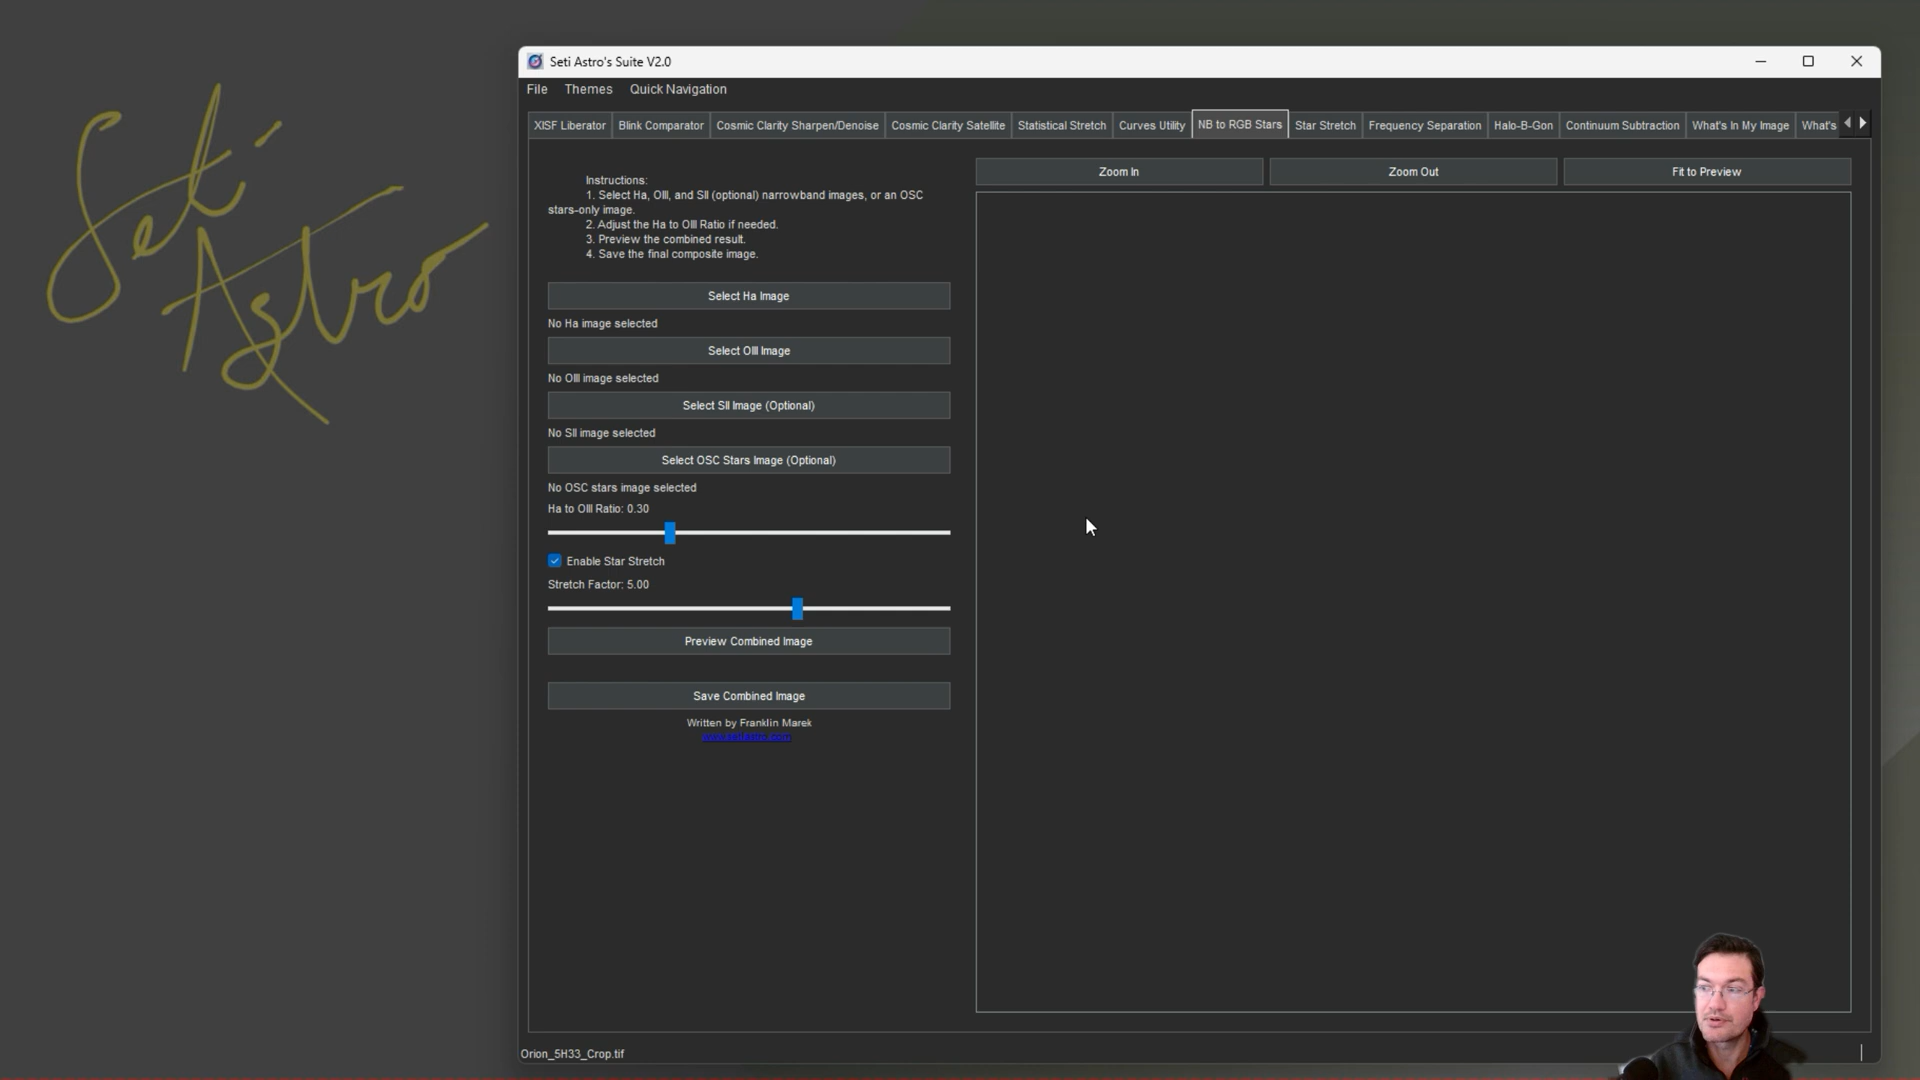 Seti
Astro
Seti Astro's Suite V2.0
File Themes Quick Navigation
XISF Liberator Blink Comparator Cosmic Clarity Sharpen/Denoise Cosmic Clarity Satellite Statistical Stretch Curves Utility NB to RGB Stars Star Stretch Frequency Separation Halo-B-Gon Continuum Subtraction What's In My Image What's
Zoom In Zoom Out Fit to Preview
Instructions:
1. Select Ha, OIII, and SII (optional) narrowband images, or an OSC
stars-only image.
2. Adjust the Ha to OIII Ratio if needed.
3. Preview the combined result.
4. Save the final composite image.
Select Ha Image
No Ha image selected
Select OIII Image
No OIII image selected
Select SII Image (Optional)
No SII image selected
Select OSC Stars Image (Optional)
No OSC stars image selected
Ha to OIII Ratio: 0.30
Enable Star Stretch
Stretch Factor: 5.00
Preview Combined Image
Save Combined Image
Written by Franklin Marek
www.setiastro.com
Orion_5H33_Crop.tif